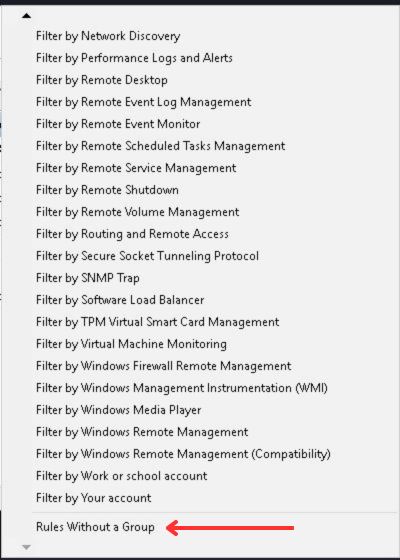 Filter by Network Discovery
Filter by Performance Logs and Alerts
Filter by Remote Desktop
Filter by Remote Event Log Management
Filter by Remote Event Monitor
Filter by Remote Scheduled Tasks Management
Filter by Remote Service Management
Filter by Remote Shutdown
Filter by Remote Volume Management
Filter by Routing and Remote Access
Filter by Secure Socket Tunneling Protocol
Filter by SNMP Trap
Filter by Software Load Balancer
Filter by TPM Virtual Smart Card Management
Filter by Virtual Machine Monitoring
Filter by Windows Firewall Remote Management
Filter by Windows Management Instrumentation (WMI)
Filter by Windows Media Player
Filter by Windows Remote Management
Filter by Windows Remote Management (Compatibility)
Filter by Work or school account
Filter by Your account
Rules Without a Group